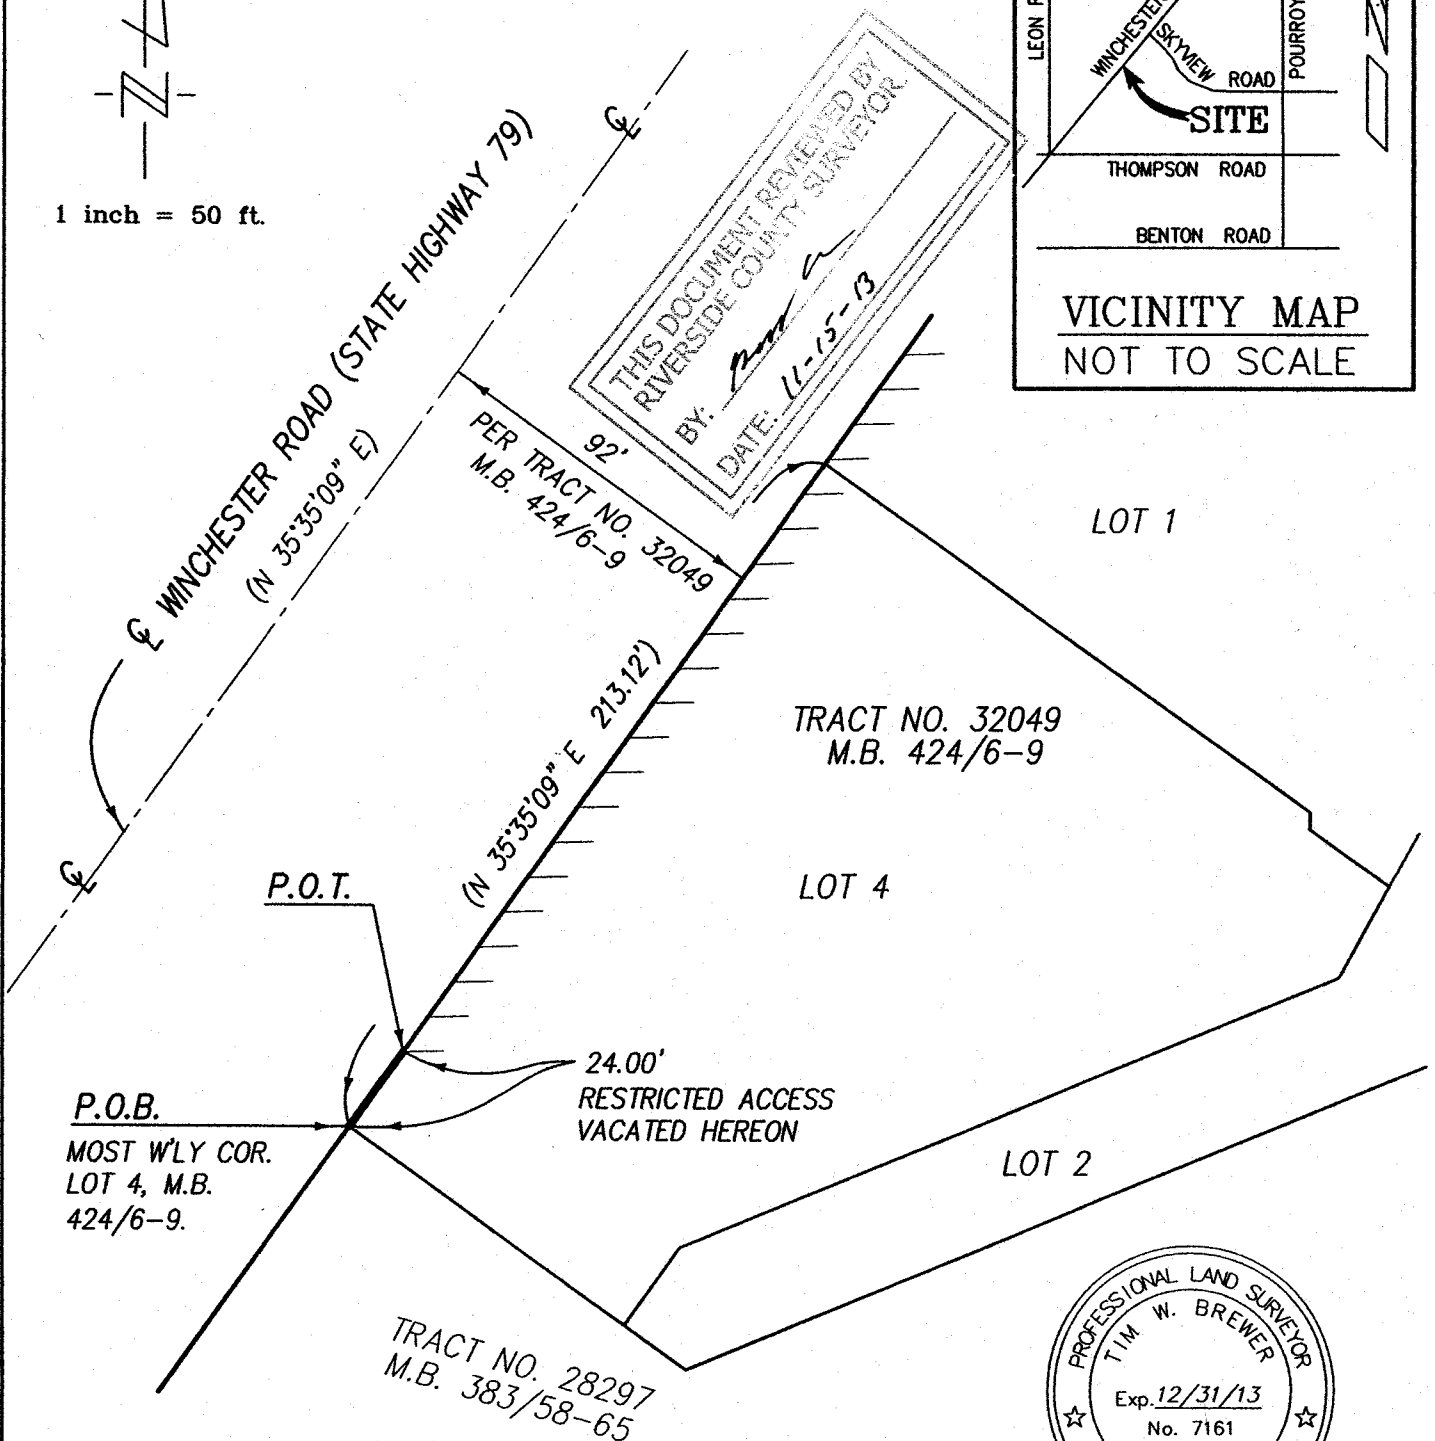 N
1 inch = 50 ft.
℄
℄ WINCHESTER ROAD (STATE HIGHWAY 79)
(N 35°35'09" E)
℄
THIS DOCUMENT REVIEWED BY
RIVERSIDE COUNTY SURVEYOR.
BY:
DATE: 11-15-13
92'
PER TRACT NO. 32049
M.B. 424/6-9
LEON
WINCHESTER
SKYVIEW ROAD
POURROY
SITE
THOMPSON ROAD
BENTON ROAD
VICINITY MAP
NOT TO SCALE
LOT 1
(N 35°35'09" E 213.12')
TRACT NO. 32049
M.B. 424/6-9
LOT 4
P.O.T.
24.00'
RESTRICTED ACCESS
VACATED HEREON
P.O.B.
MOST W'LY COR.
LOT 4, M.B.
424/6-9.
LOT 2
TRACT NO. 28297
M.B. 383/58-65
PROFESSIONAL LAND SURVEYOR
TIM W. BREWER
Exp. 12/31/13
No. 7161